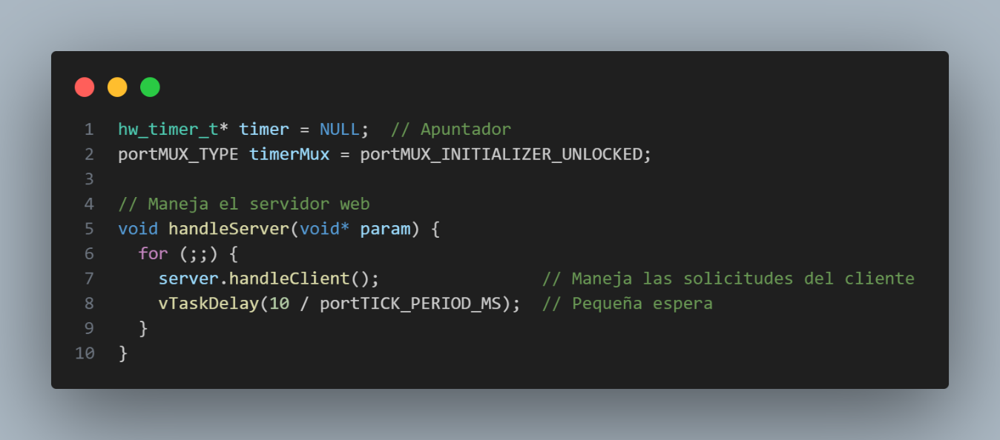 1 hw_timer_t* timer = NULL;  // Apuntador
2 portMUX_TYPE timerMux = portMUX_INITIALIZER_UNLOCKED;
3
4 // Maneja el servidor web
5 void handleServer(void* param) {
6   for (;;) {
7     server.handleClient();                // Maneja las solicitudes del cliente
8     vTaskDelay(10 / portTICK_PERIOD_MS);  // Pequeña espera
9   }
10 }